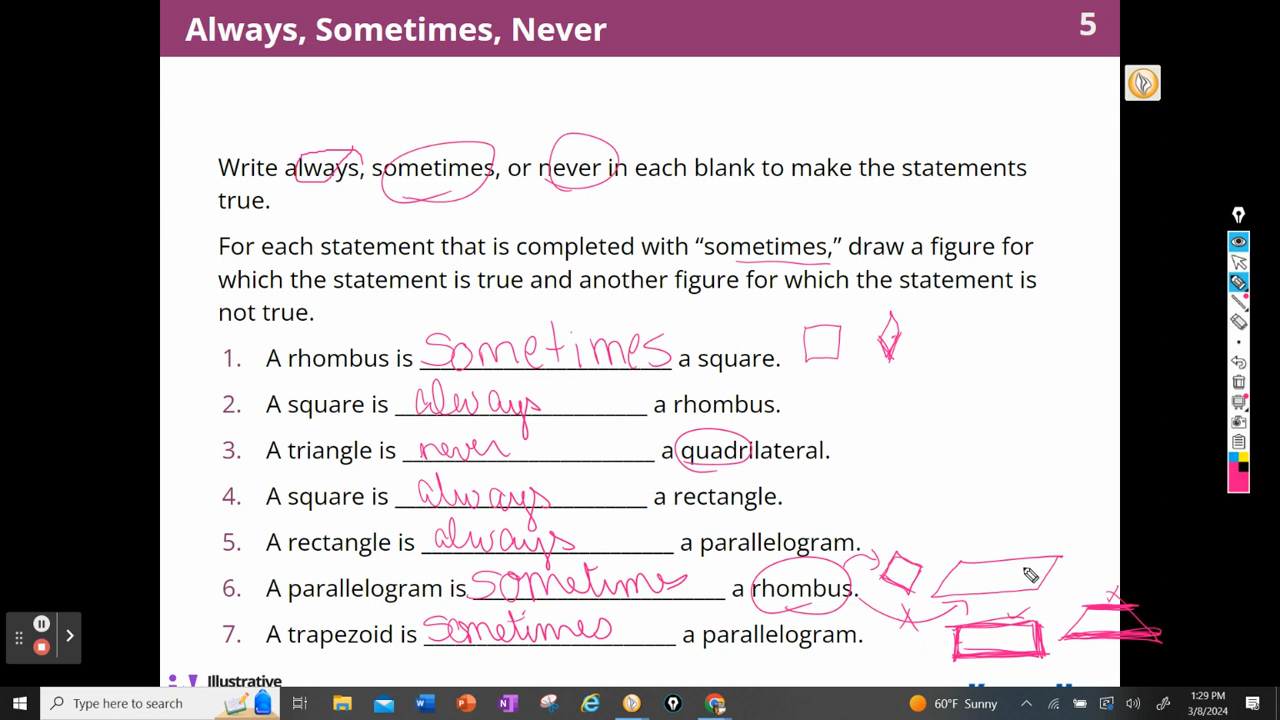 Always, Sometimes, Never 5
Write always, sometimes, or never in each blank to make the statements
true.
For each statement that is completed with “sometimes,” draw a figure for
which the statement is true and another figure for which the statement is
not true.
1. A rhombus is sometimes a square.
2. A square is always a rhombus.
3. A triangle is never a quadrilateral.
4. A square is always a rectangle.
5. A rectangle is always a parallelogram.
6. A parallelogram is sometimes a rhombus.
7. A trapezoid is sometimes a parallelogram.
Illustrative
Type here to search
60°F Sunny
1:29 PM
3/8/2024